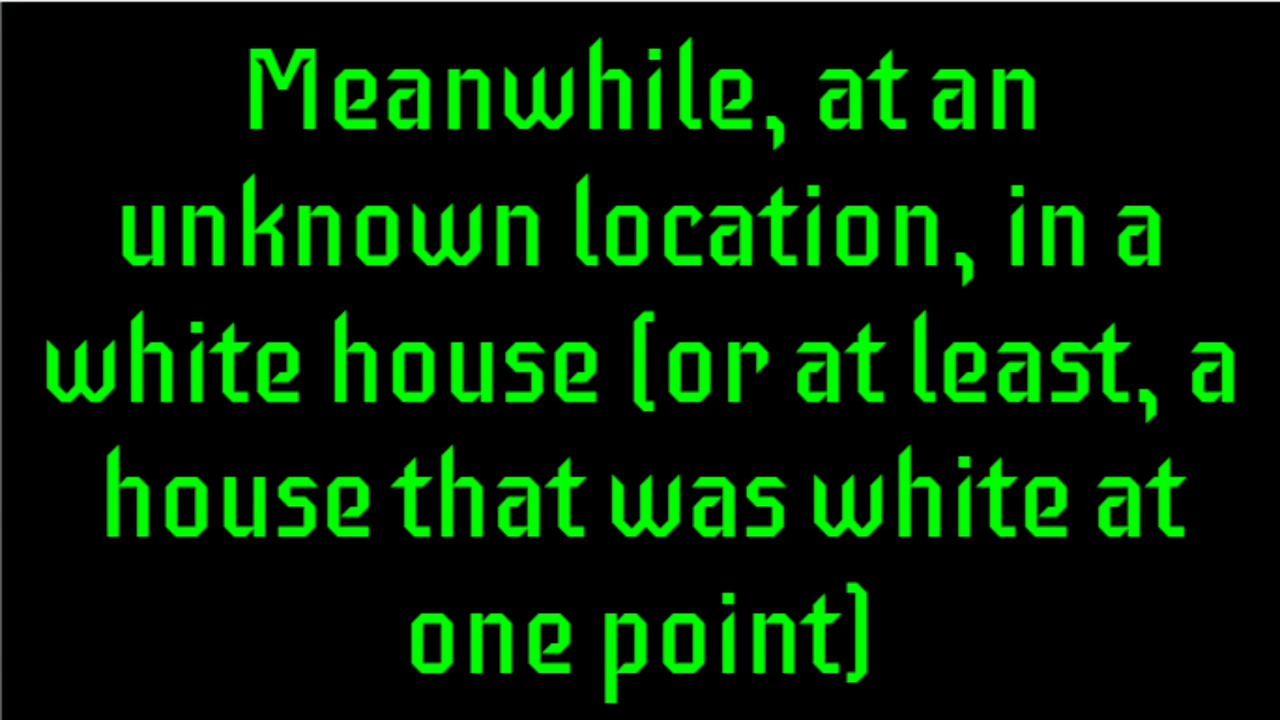 Meanwhile, at an
unknown location, in a
white house (or at least, a
house that was white at
one point)